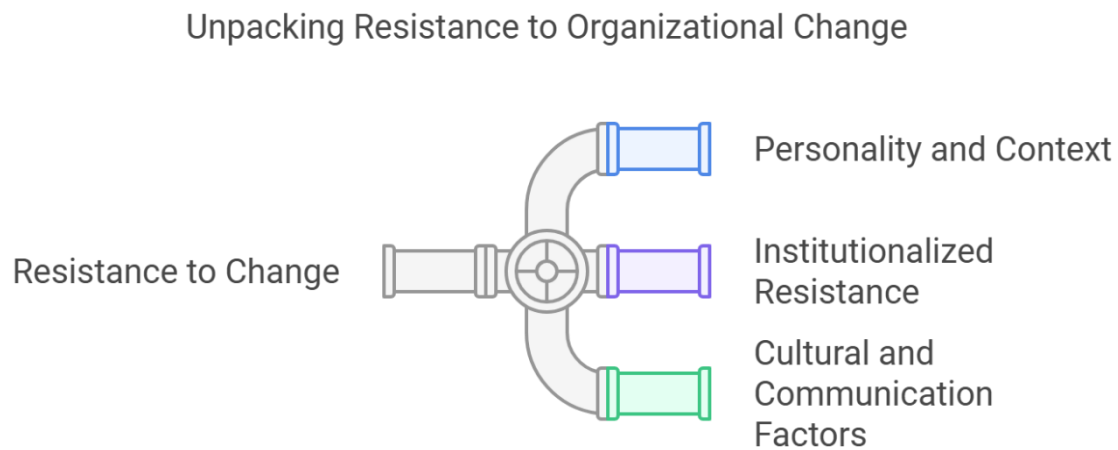 Unpacking Resistance to Organizational Change
Personality and Context
Resistance to Change
Institutionalized
Resistance
Cultural and
Communication
Factors